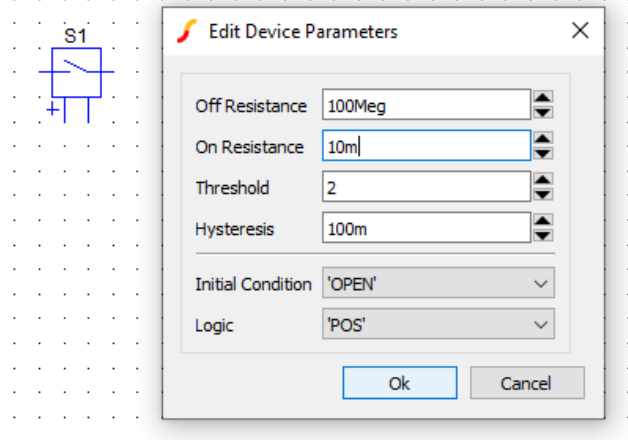 S1
+
Edit Device Parameters
Off Resistance 100Meg
On Resistance 10m
Threshold 2
Hysteresis 100m
Initial Condition 'OPEN'
Logic 'POS'
Ok Cancel